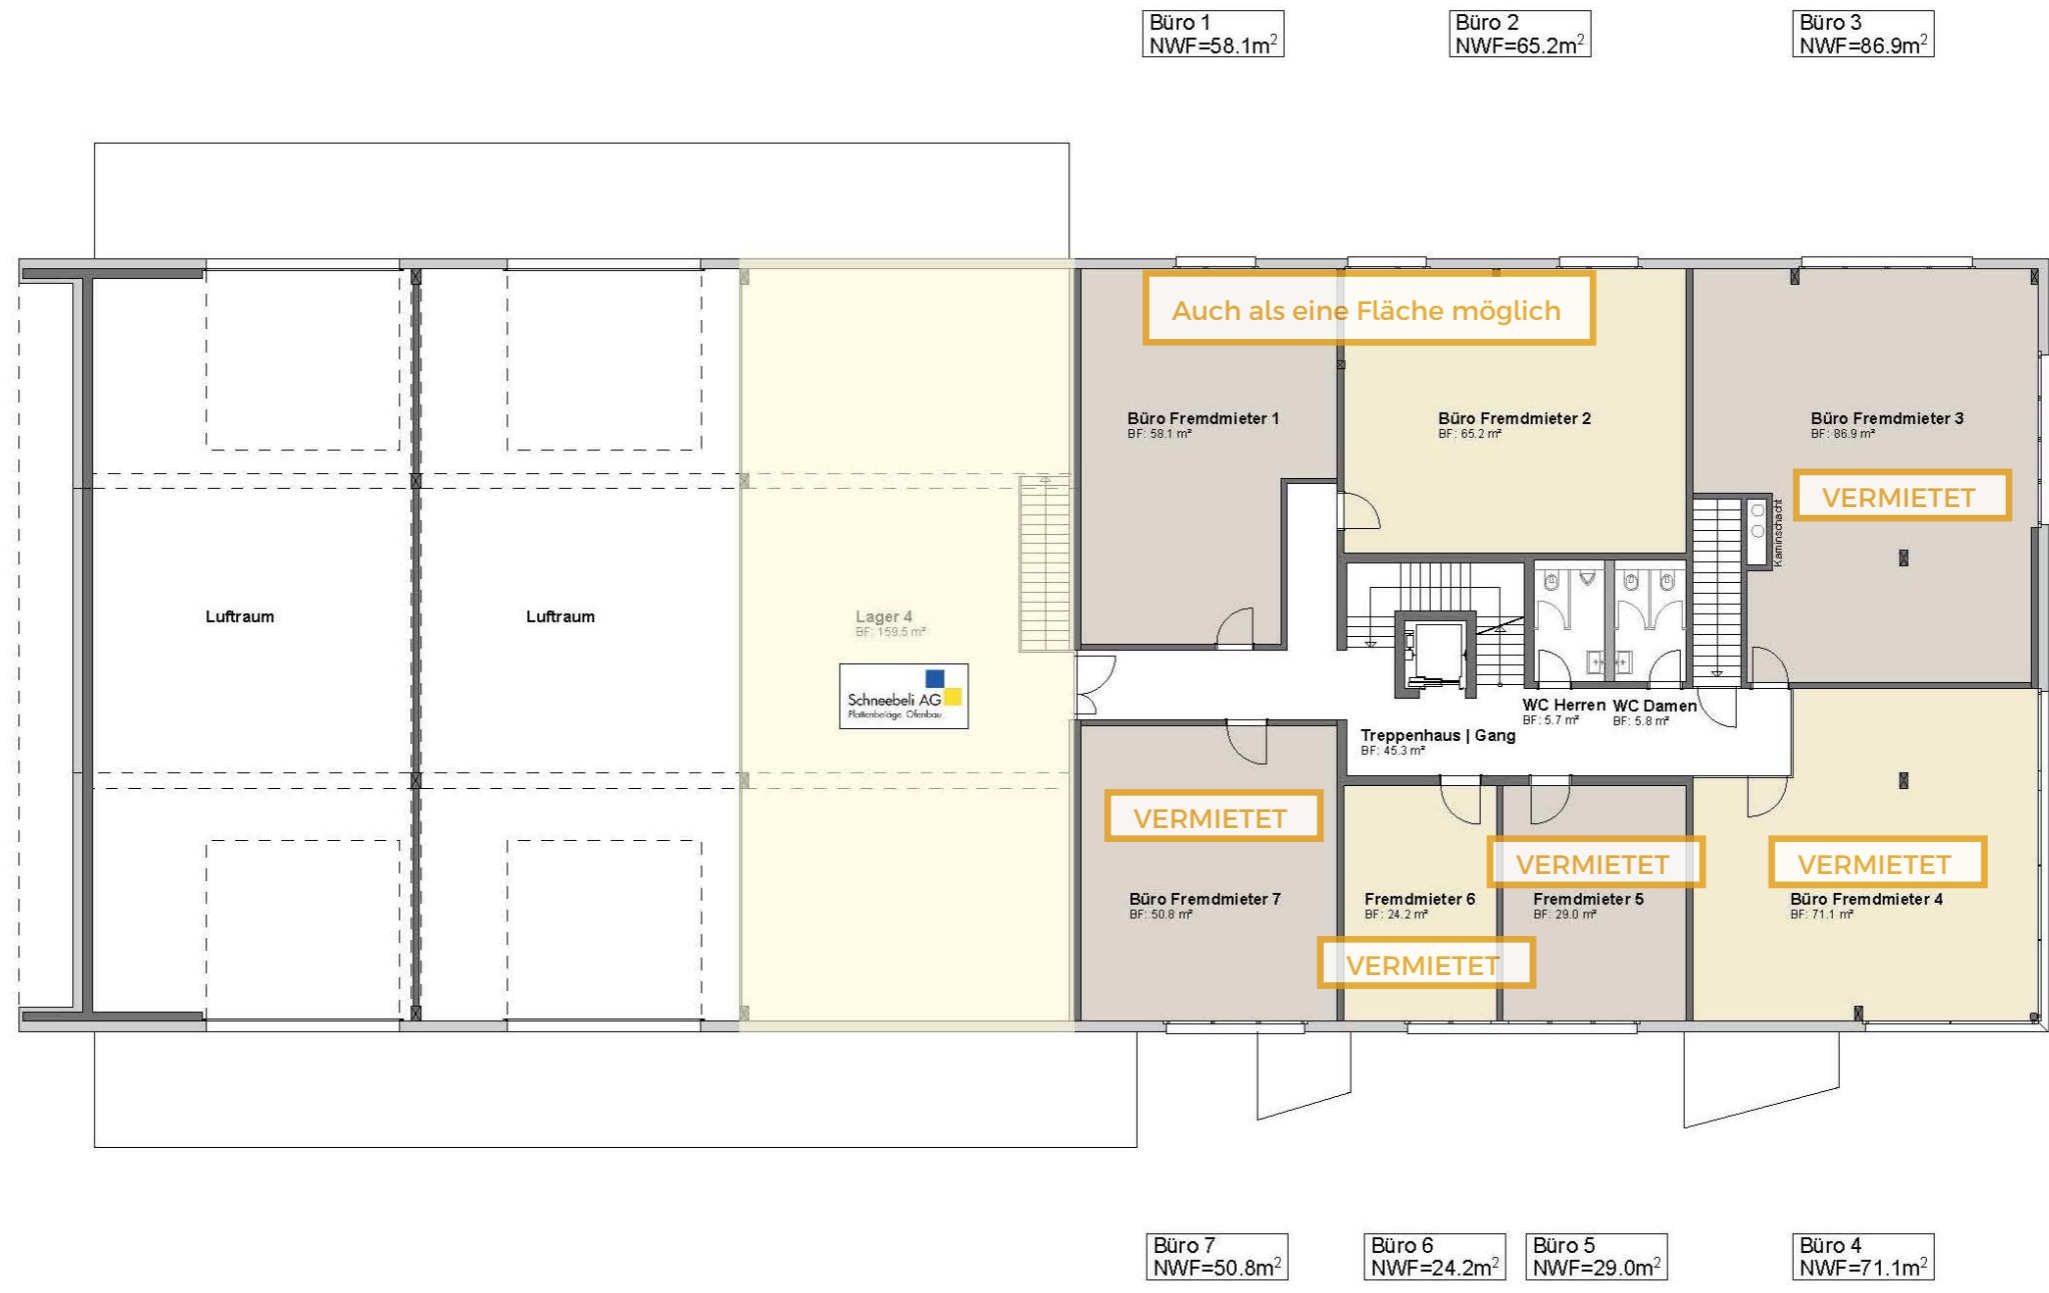 Büro 1
NWF=58.1m²
Büro 2
NWF=65.2m²
Büro 3
NWF=86.9m²
Auch als eine Fläche möglich
Büro Fremdmieter 1
BF: 58.1 m²
Büro Fremdmieter 2
BF: 65.2 m²
Büro Fremdmieter 3
BF: 86.9 m²
VERMIETET
Kaminschacht
Luftraum
Luftraum
Lager 4
BF: 159.5 m²
Schneebeli AG
Plattenbeläge Ofenbau
WC Herren
BF: 5.7 m²
WC Damen
BF: 5.8 m²
Treppenhaus | Gang
BF: 45.3 m²
VERMIETET
VERMIETET
VERMIETET
Büro Fremdmieter 7
BF: 50.8 m²
Fremdmieter 6
BF: 24.2 m²
Fremdmieter 5
BF: 29.0 m²
Büro Fremdmieter 4
BF: 71.1 m²
VERMIETET
Büro 7
NWF=50.8m²
Büro 6
NWF=24.2m²
Büro 5
NWF=29.0m²
Büro 4
NWF=71.1m²